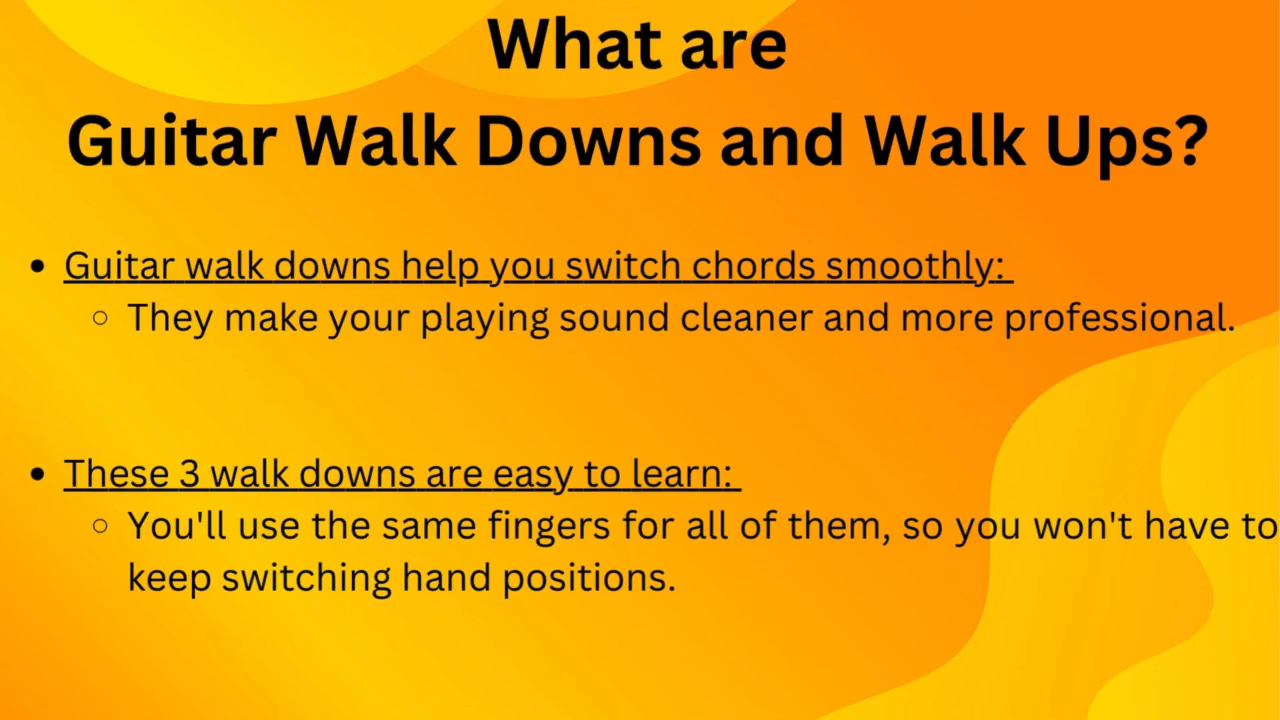 What are
Guitar Walk Downs and Walk Ups?
• Guitar walk downs help you switch chords smoothly:
○ They make your playing sound cleaner and more professional.
• These 3 walk downs are easy to learn:
○ You'll use the same fingers for all of them, so you won't have to
keep switching hand positions.